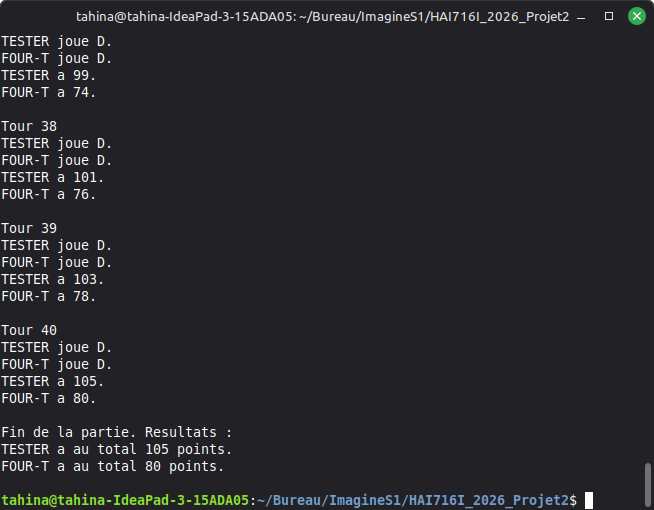 tahina@tahina-IdeaPad-3-15ADA05: ~/Bureau/ImagineS1/HAI716I_2026_Projet2
TESTER joue D.
FOUR-T joue D.
TESTER a 99.
FOUR-T a 74.
Tour 38
TESTER joue D.
FOUR-T joue D.
TESTER a 101.
FOUR-T a 76.
Tour 39
TESTER joue D.
FOUR-T joue D.
TESTER a 103.
FOUR-T a 78.
Tour 40
TESTER joue D.
FOUR-T joue D.
TESTER a 105.
FOUR-T a 80.
Fin de la partie. Resultats :
TESTER a au total 105 points.
FOUR-T a au total 80 points.
tahina@tahina-IdeaPad-3-15ADA05:~/Bureau/ImagineS1/HAI716I_2026_Projet2$